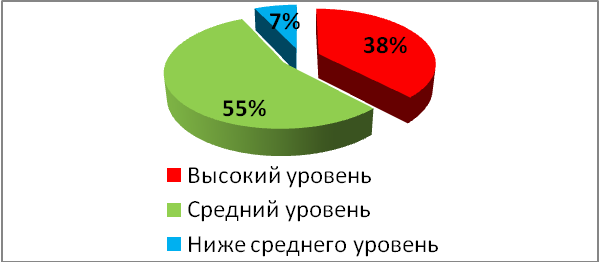 7%
38%
55%
Высокий уровень
Средний уровень
Ниже среднего уровень